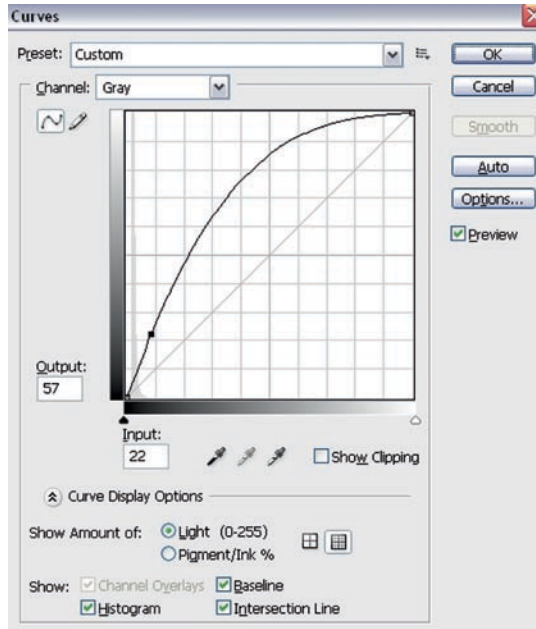 Curves
Preset: Custom
OK
Channel: Gray
Cancel
Smooth
Auto
Options...
Preview
Output:
57
Input:
22
Show Clipping
Curve Display Options
Show Amount of: Light (0-255)
Pigment/Ink %
Show: Channel Overlays Baseline
Histogram Intersection Line